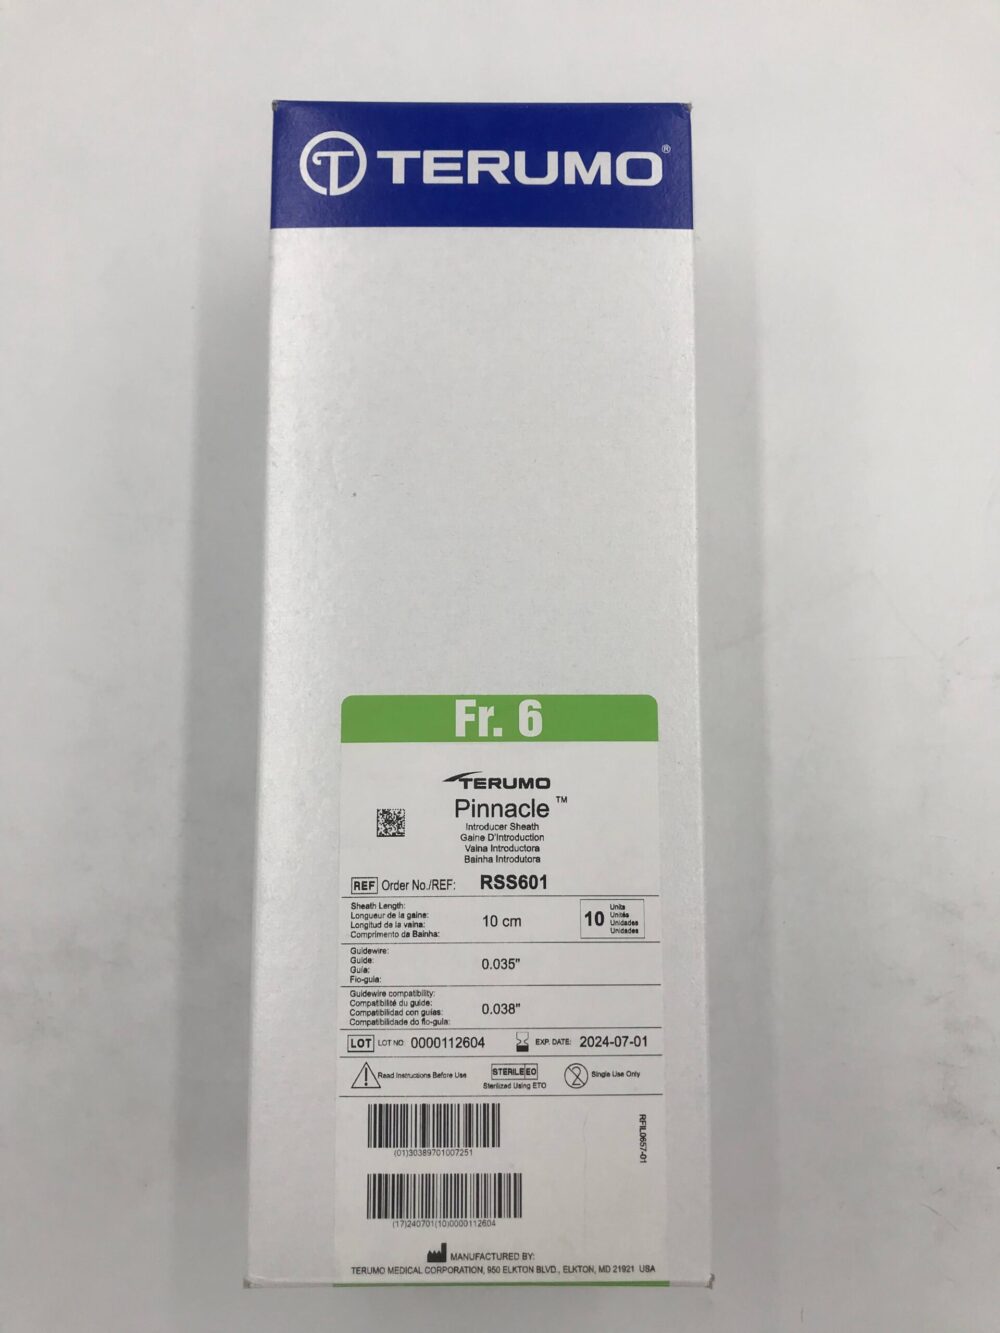 TERUMO®
Fr. 6
TERUMO
Pinnacle™
Introducer Sheath
Gaine D'Introduction
Vaina Introductora
Bainha Introdutora
REF Order No./REF: RSS601
Sheath Length:
Longueur de la gaine:
Longitud de la vaina:
Comprimento da Bainha:
10 cm
10
Units
Unités
Unidades
Unidades
Guidewire:
Guide:
Guía:
Fio-guia:
0.035"
Guidewire compatibility:
Compatibilité du guide:
Compatibilidad con guías:
Compatibilidade do fio-guia:
0.038"
LOT LOT NO: 0000112604 EXP. DATE: 2024-07-01
Read Instructions Before Use
STERILE EO
Sterilized Using ETO
2
Single Use Only
(01)30389701007251
RFIL0657-01
(17)240701(10)0000112604
MANUFACTURED BY:
TERUMO MEDICAL CORPORATION, 950 ELKTON BLVD., ELKTON, MD 21921 USA